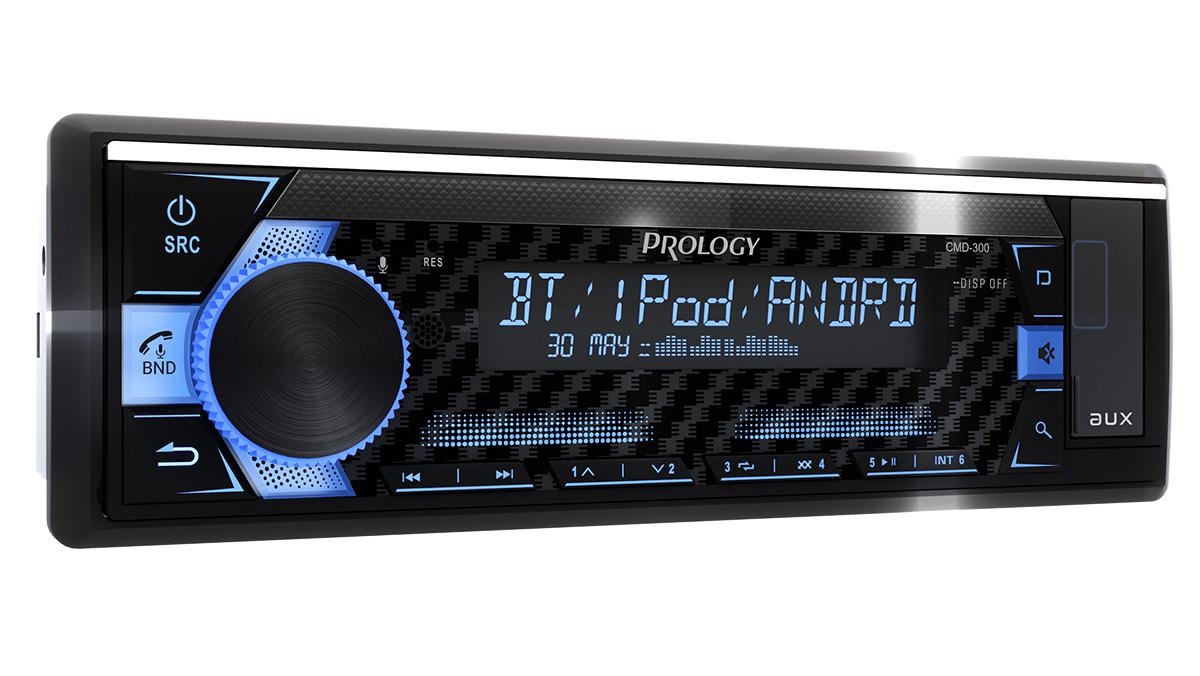 SRC
PROLOGY
CMD-300
RES
DISP OFF
BT/IPod/ANDRD
30 MAY
BND
AUX
1 2
3 4
5 INT 6